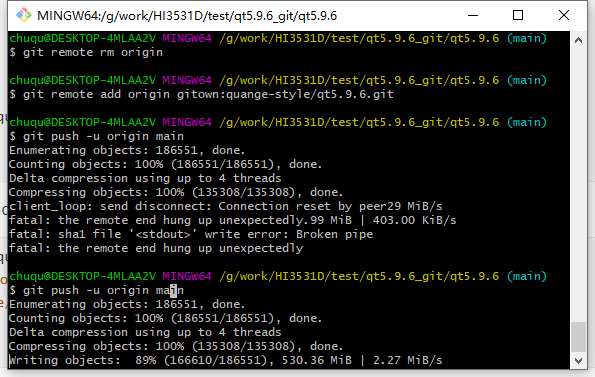 MINGW64:/g/work/HI3531D/test/qt5.9.6_git/qt5.9.6
chuqu@DESKTOP-4MLAA2V MINGW64 /g/work/HI3531D/test/qt5.9.6_git/qt5.9.6 (main)
$ git remote rm origin
chuqu@DESKTOP-4MLAA2V MINGW64 /g/work/HI3531D/test/qt5.9.6_git/qt5.9.6 (main)
$ git remote add origin gitown:quange-style/qt5.9.6.git
chuqu@DESKTOP-4MLAA2V MINGW64 /g/work/HI3531D/test/qt5.9.6_git/qt5.9.6 (main)
$ git push -u origin main
Enumerating objects: 186551, done.
Counting objects: 100% (186551/186551), done.
Delta compression using up to 4 threads
Compressing objects: 100% (135308/135308), done.
client_loop: send disconnect: Connection reset by peer29 MiB/s
fatal: the remote end hung up unexpectedly.99 MiB | 403.00 KiB/s
fatal: sha1 file '<stdout>' write error: Broken pipe
fatal: the remote end hung up unexpectedly
chuqu@DESKTOP-4MLAA2V MINGW64 /g/work/HI3531D/test/qt5.9.6_git/qt5.9.6 (main)
$ git push -u origin main
Enumerating objects: 186551, done.
Counting objects: 100% (186551/186551), done.
Delta compression using up to 4 threads
Compressing objects: 100% (135308/135308), done.
Writing objects:  89% (166610/186551), 530.36 MiB | 2.27 MiB/s